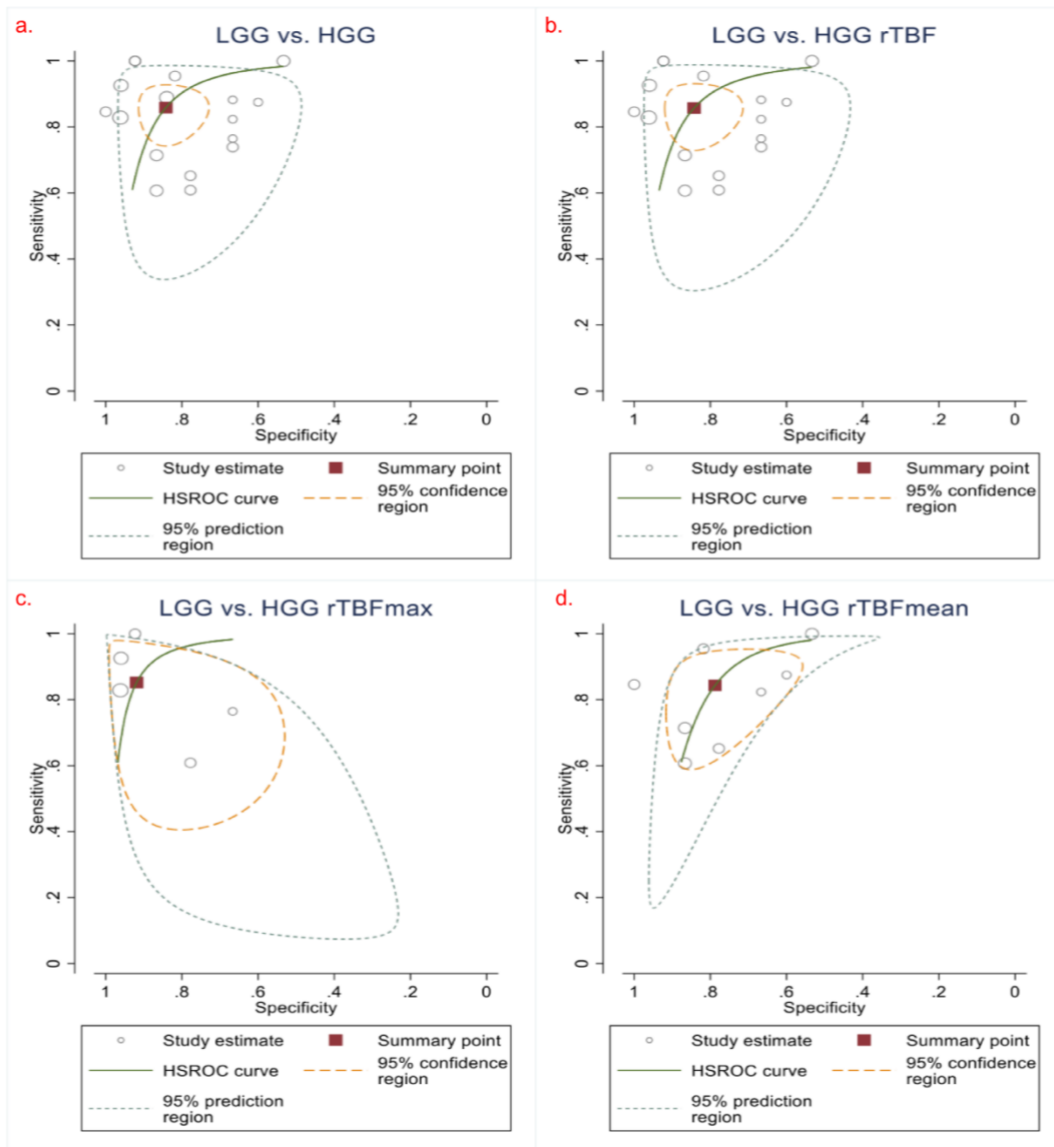 a.
LGG vs. HGG
Sensitivity
1
.8
.6
.4
.2
0
1
.8
.6
.4
.2
0
Specificity
Study estimate
Summary point
HSROC curve
95% confidence
region
95% prediction
region
b.
LGG vs. HGG rTBF
Sensitivity
1
.8
.6
.4
.2
0
1
.8
.6
.4
.2
0
Specificity
Study estimate
Summary point
HSROC curve
95% confidence
region
95% prediction
region
c.
LGG vs. HGG rTBFmax
Sensitivity
1
.8
.6
.4
.2
0
1
.8
.6
.4
.2
0
Specificity
Study estimate
Summary point
HSROC curve
95% confidence
region
95% prediction
region
d.
LGG vs. HGG rTBFmean
Sensitivity
1
.8
.6
.4
.2
0
1
.8
.6
.4
.2
0
Specificity
Study estimate
Summary point
HSROC curve
95% confidence
region
95% prediction
region